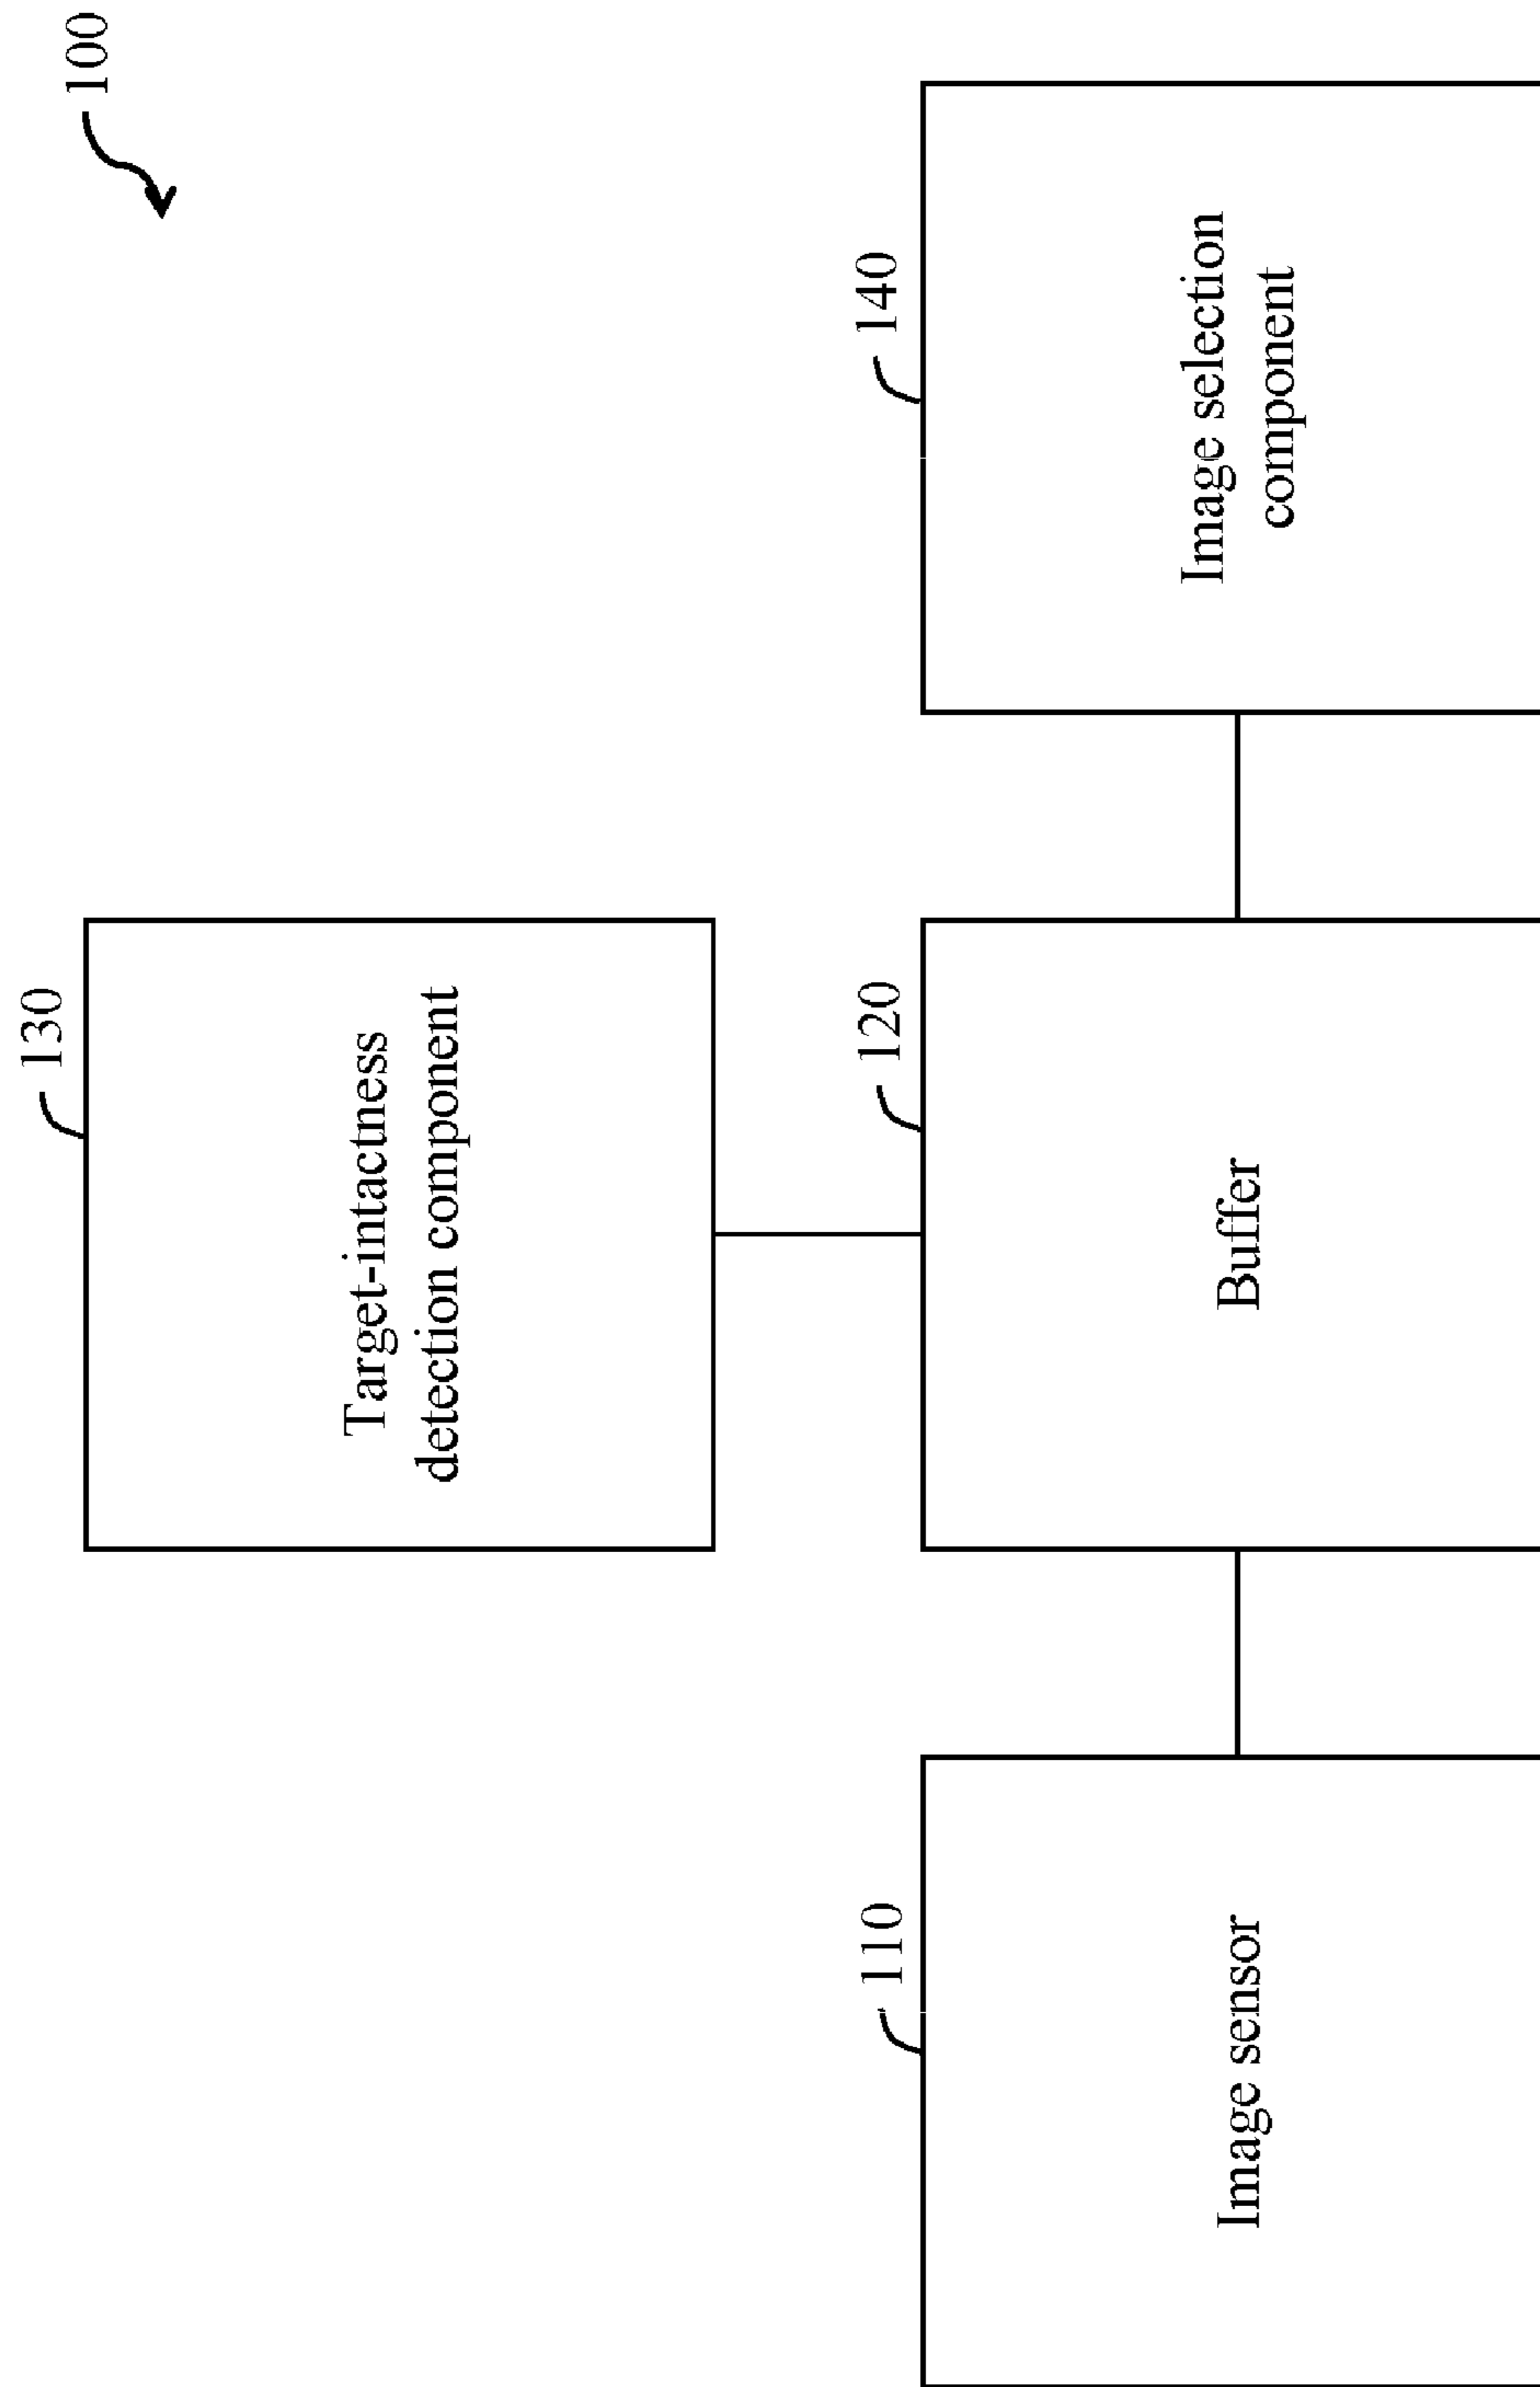 100
130
Target-intactness
detection component
110
Image sensor
120
Buffer
140
Image selection
component